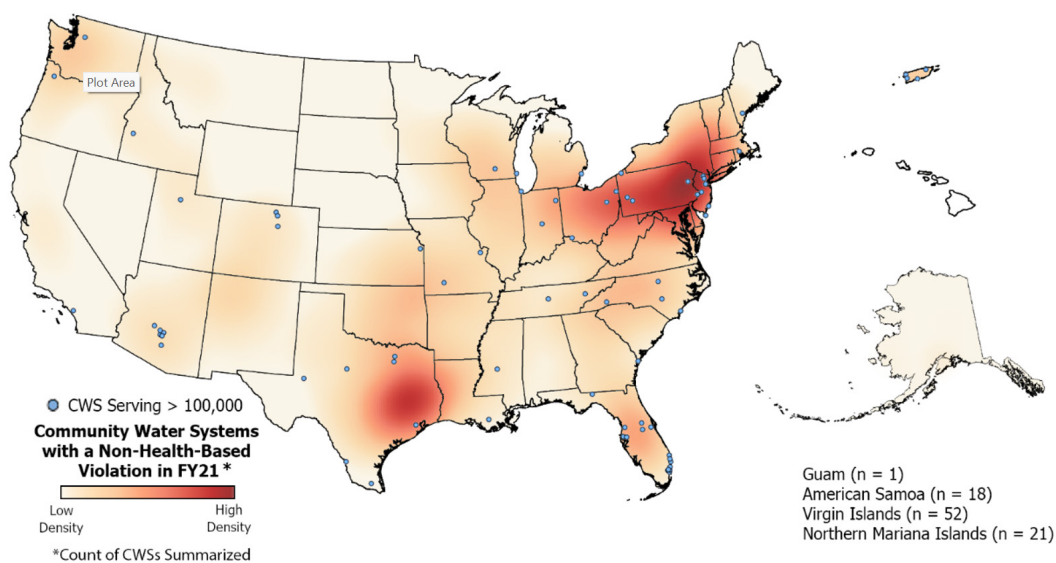 Plot Area
CWS Serving > 100,000
Community Water Systems
with a Non-Health-Based
Violation in FY21 *
Low
Density
High
Density
*Count of CWSs Summarized
Guam (n = 1)
American Samoa (n = 18)
Virgin Islands (n = 52)
Northern Mariana Islands (n = 21)